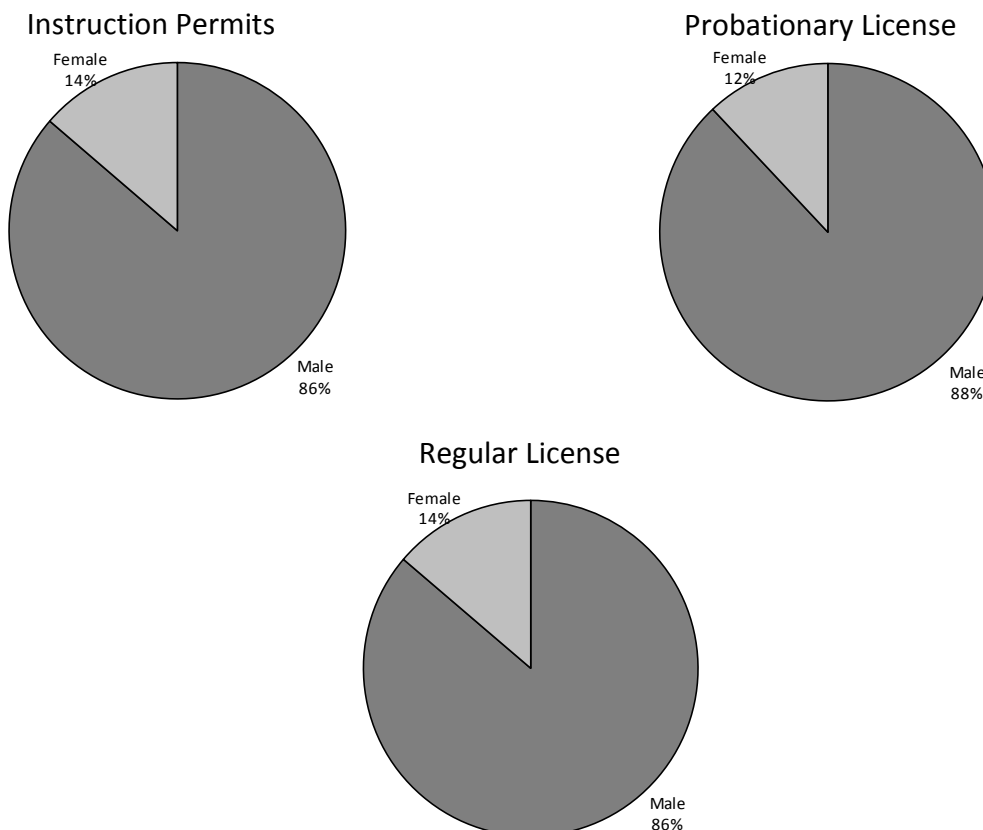 Instruction Permits
Female
14%
Male
86%
Probationary License
Female
12%
Male
88%
Regular License
Female
14%
Male
86%